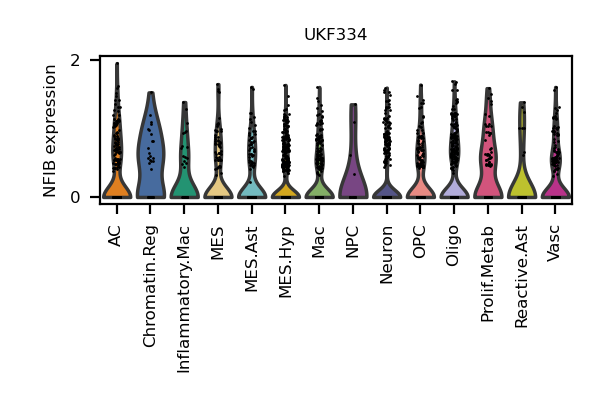 UKF334
NFIB expression
2
0
AC
Chromatin.Reg
Inflammatory.Mac
MES
MES.Ast
MES.Hyp
Mac
NPC
Neuron
OPC
Oligo
Prolif.Metab
Reactive.Ast
Vasc